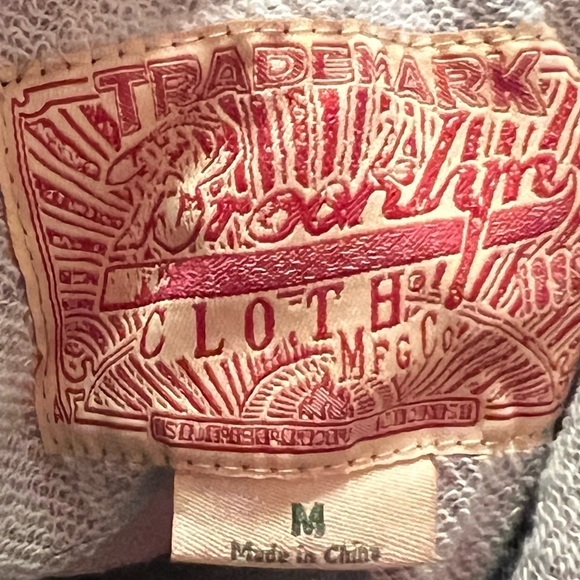 TRADEMARK
Brooklyn
CLOTH
MFG Co
M
Made in China